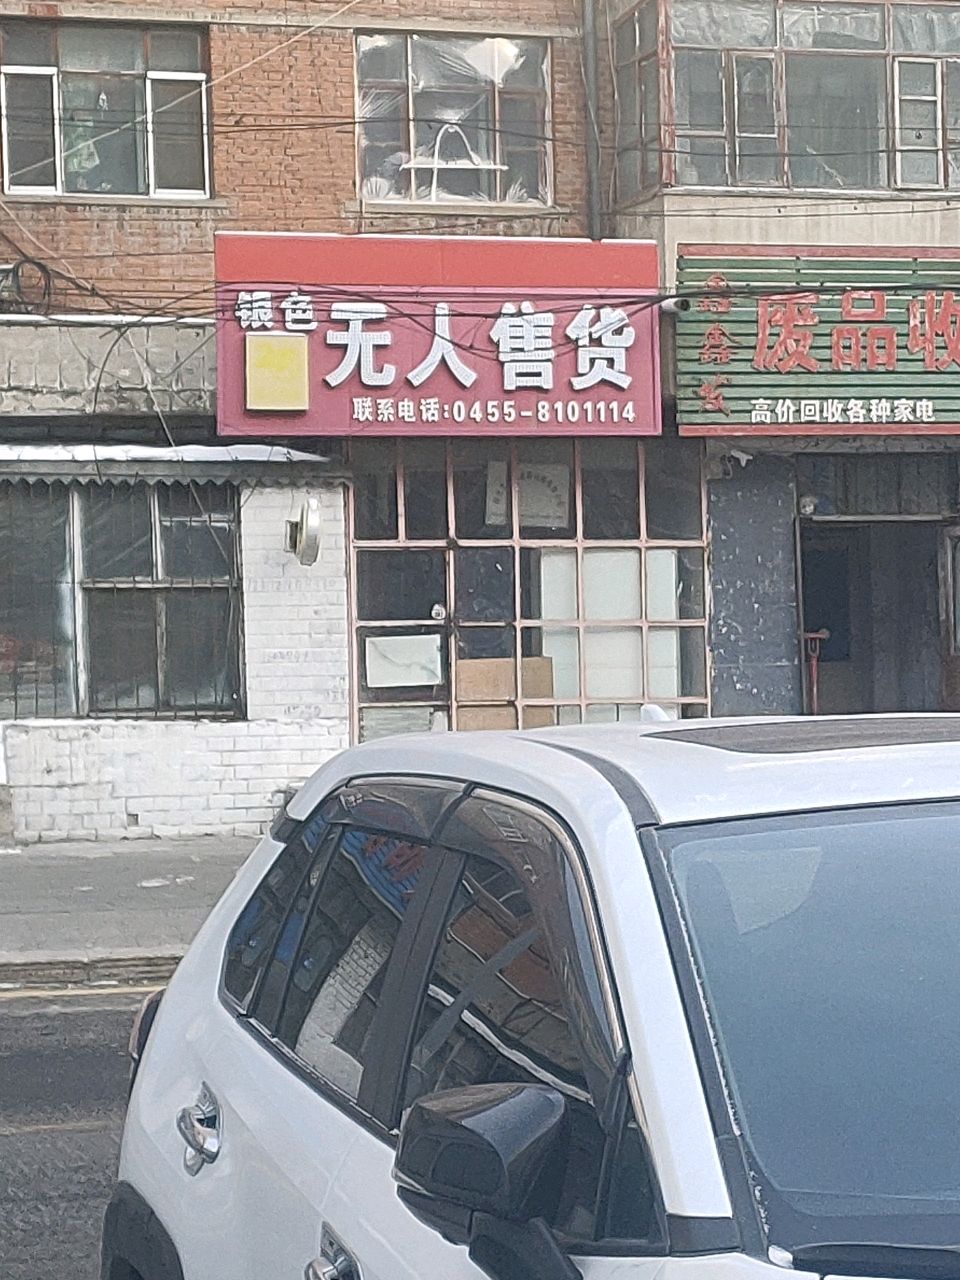 银色
无人售货
联系电话:0455-8101114
废品收
高价回收各种家电